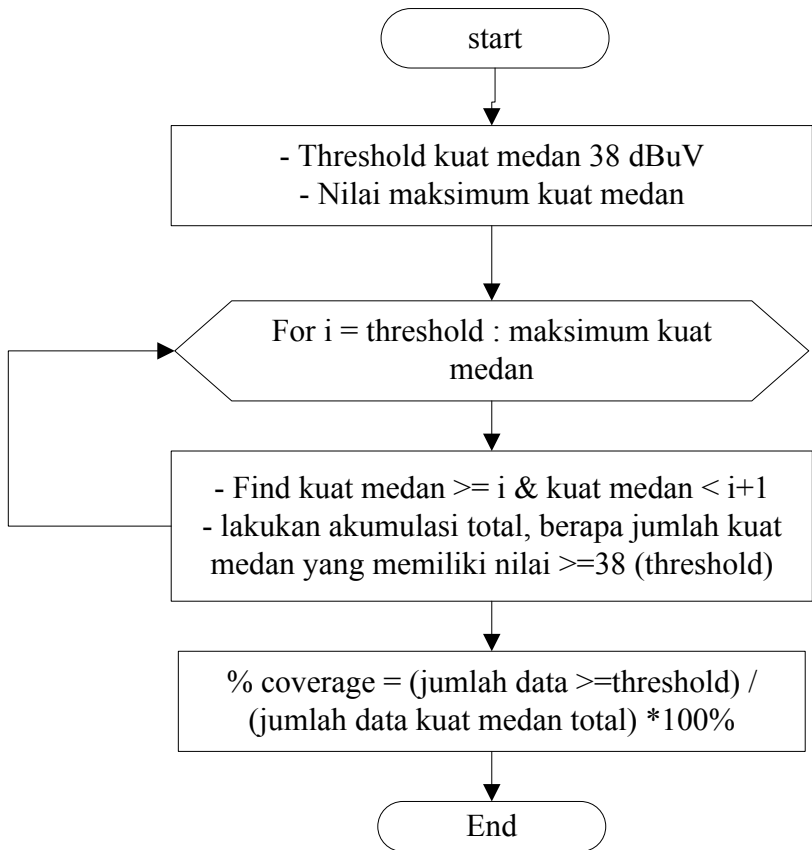 start
- Threshold kuat medan 38 dBuV
- Nilai maksimum kuat medan
For i = threshold : maksimum kuat
medan
- Find kuat medan >= i & kuat medan < i+1
- lakukan akumulasi total, berapa jumlah kuat
medan yang memiliki nilai >=38 (threshold)
% coverage = (jumlah data >=threshold) /
(jumlah data kuat medan total) *100%
End